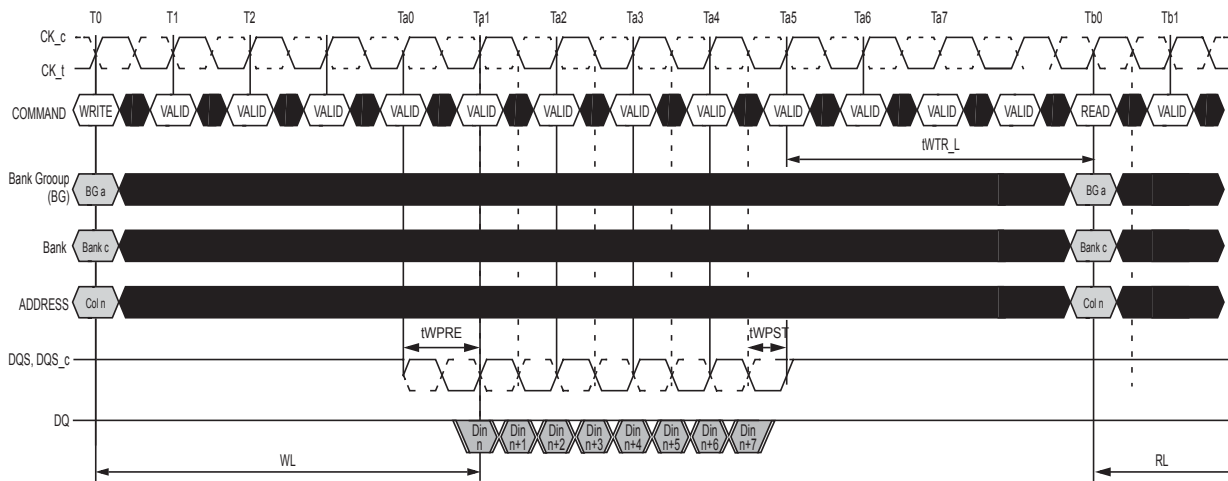 T0 T1 T2 Ta0 Ta1 Ta2 Ta3 Ta4 Ta5 Ta6 Ta7 Tb0 Tb1
CK_c
CK_t
COMMAND WRITE VALID VALID VALID VALID VALID VALID VALID VALID VALID VALID VALID VALID READ VALID
tWTR_L
Bank Grooup
(BG)
BG a BG a
Bank Bank c Bank c
ADDRESS Col n Col n
tWPRE tWPST
DQS, DQS_c
DQ Din n Din n+1 Din n+2 Din n+3 Din n+4 Din n+5 Din n+6 Din n+7
WL RL